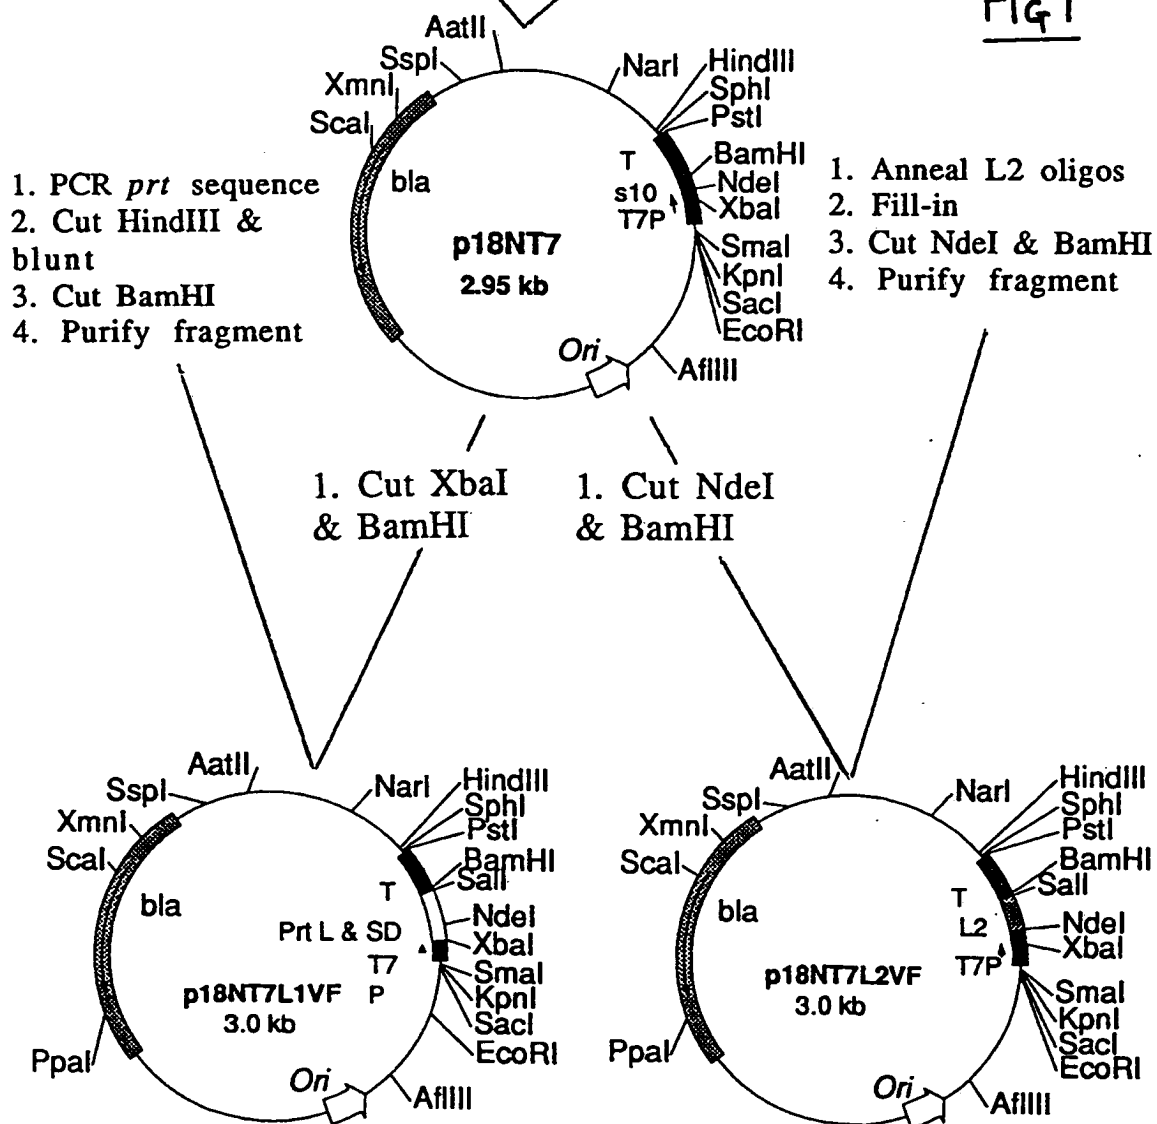 FIG 1
AatII
SspI
XmnI
ScaI
NarI
HindIII
SphI
PstI
BamHI
NdeI
XbaI
SmaI
KpnI
SacI
EcoRI
AflIII
bla
T
s10
T7P
p18NT7
2.95 kb
Ori
1. PCR prt sequence
2. Cut HindIII &
blunt
3. Cut BamHI
4. Purify fragment
1. Anneal L2 oligos
2. Fill-in
3. Cut NdeI & BamHI
4. Purify fragment
1. Cut XbaI
& BamHI
1. Cut NdeI
& BamHI
AatII
SspI
XmnI
ScaI
NarI
HindIII
SphI
PstI
BamHI
SalI
NdeI
XbaI
SmaI
KpnI
SacI
EcoRI
AflIII
PpaI
bla
T
Prt L & SD
T7
P
p18NT7L1VF
3.0 kb
Ori
AatII
SspI
XmnI
ScaI
NarI
HindIII
SphI
PstI
BamHI
SalI
NdeI
XbaI
SmaI
KpnI
SacI
EcoRI
AflIII
PpaI
bla
T
L2
T7P
p18NT7L2VF
3.0 kb
Ori